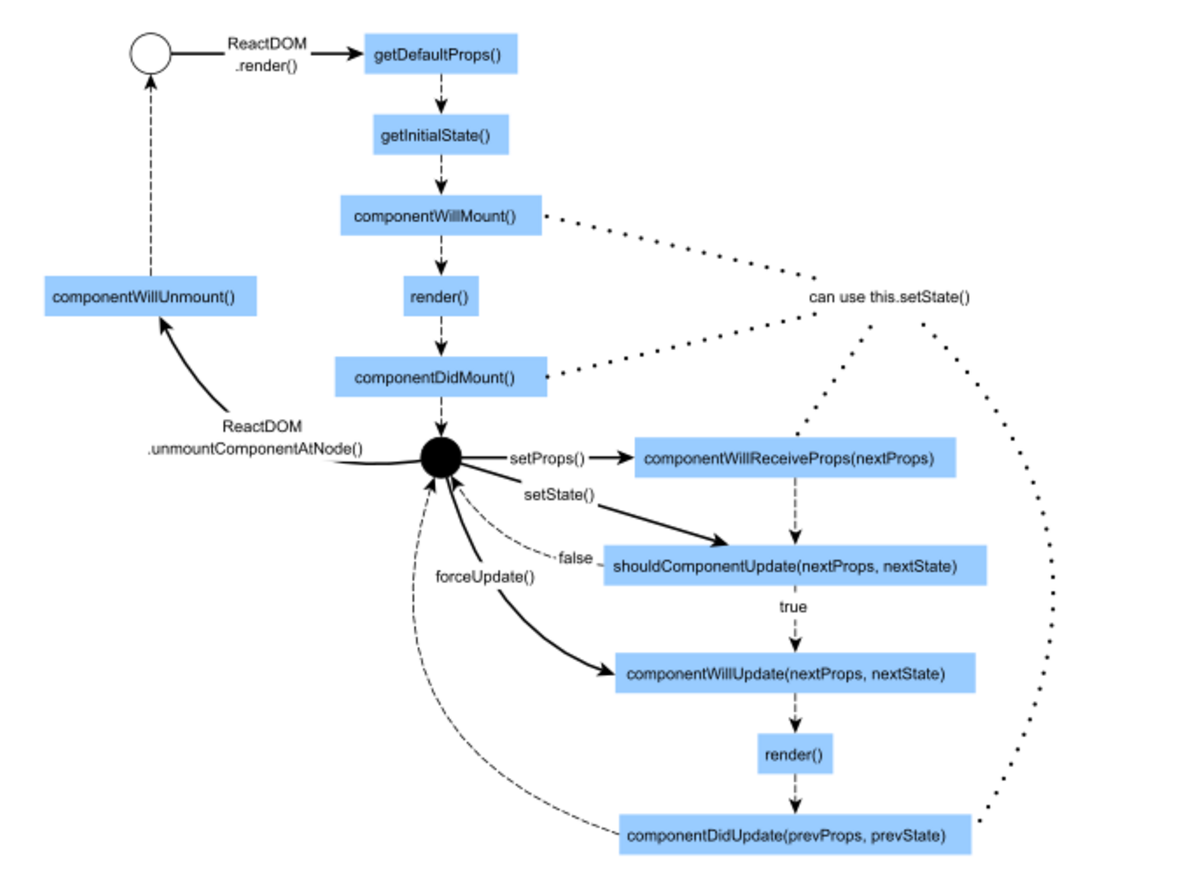 ReactDOM
.render()
getDefaultProps()
getInitialState()
componentWillMount()
componentWillUnmount()
render()
can use this.setState()
componentDidMount()
ReactDOM
.unmountComponentAtNode()
setProps()
componentWillReceiveProps(nextProps)
setState()
false
shouldComponentUpdate(nextProps, nextState)
forceUpdate()
true
componentWillUpdate(nextProps, nextState)
render()
componentDidUpdate(prevProps, prevState)